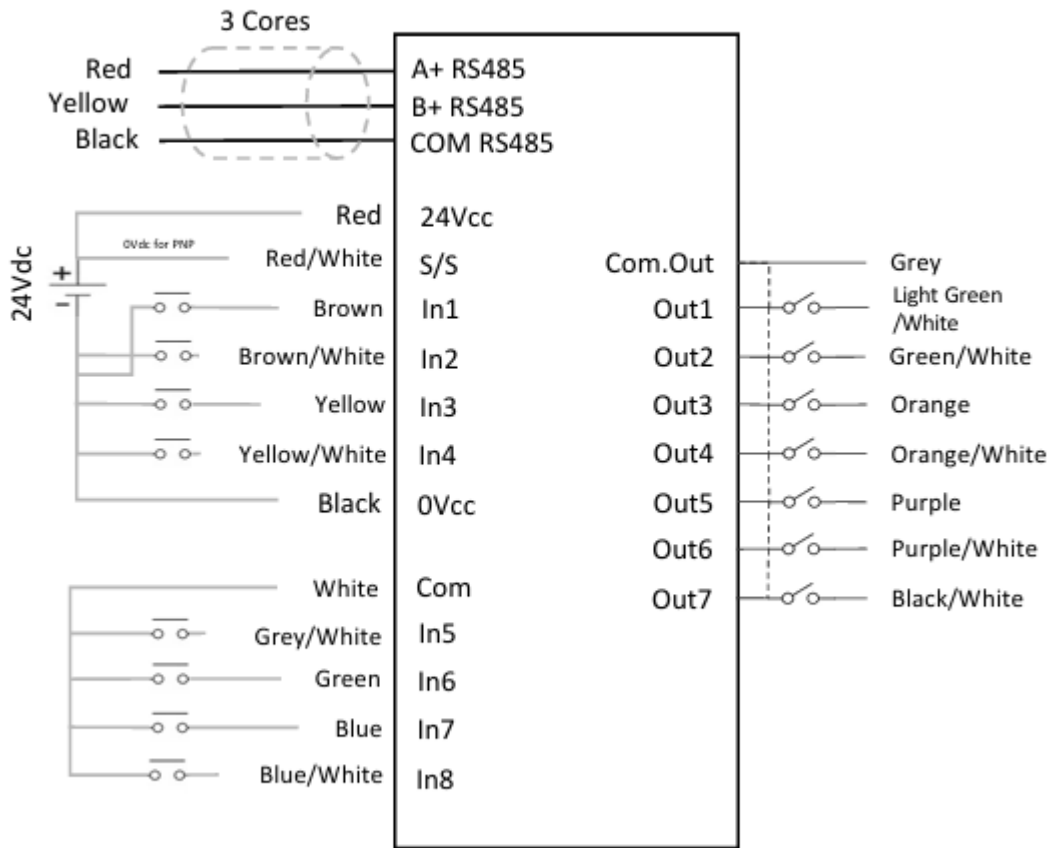 3 Cores
Red A+ RS485
Yellow B+ RS485
Black COM RS485
Red 24Vcc
0Vdc for PNP
Red/White S/S Com.Out Grey
24Vdc
+
−
Brown In1 Out1 Light Green
/White
Brown/White In2 Out2 Green/White
Yellow In3 Out3 Orange
Yellow/White In4 Out4 Orange/White
Black 0Vcc Out5 Purple
Out6 Purple/White
White Com Out7 Black/White
Grey/White In5
Green In6
Blue In7
Blue/White In8